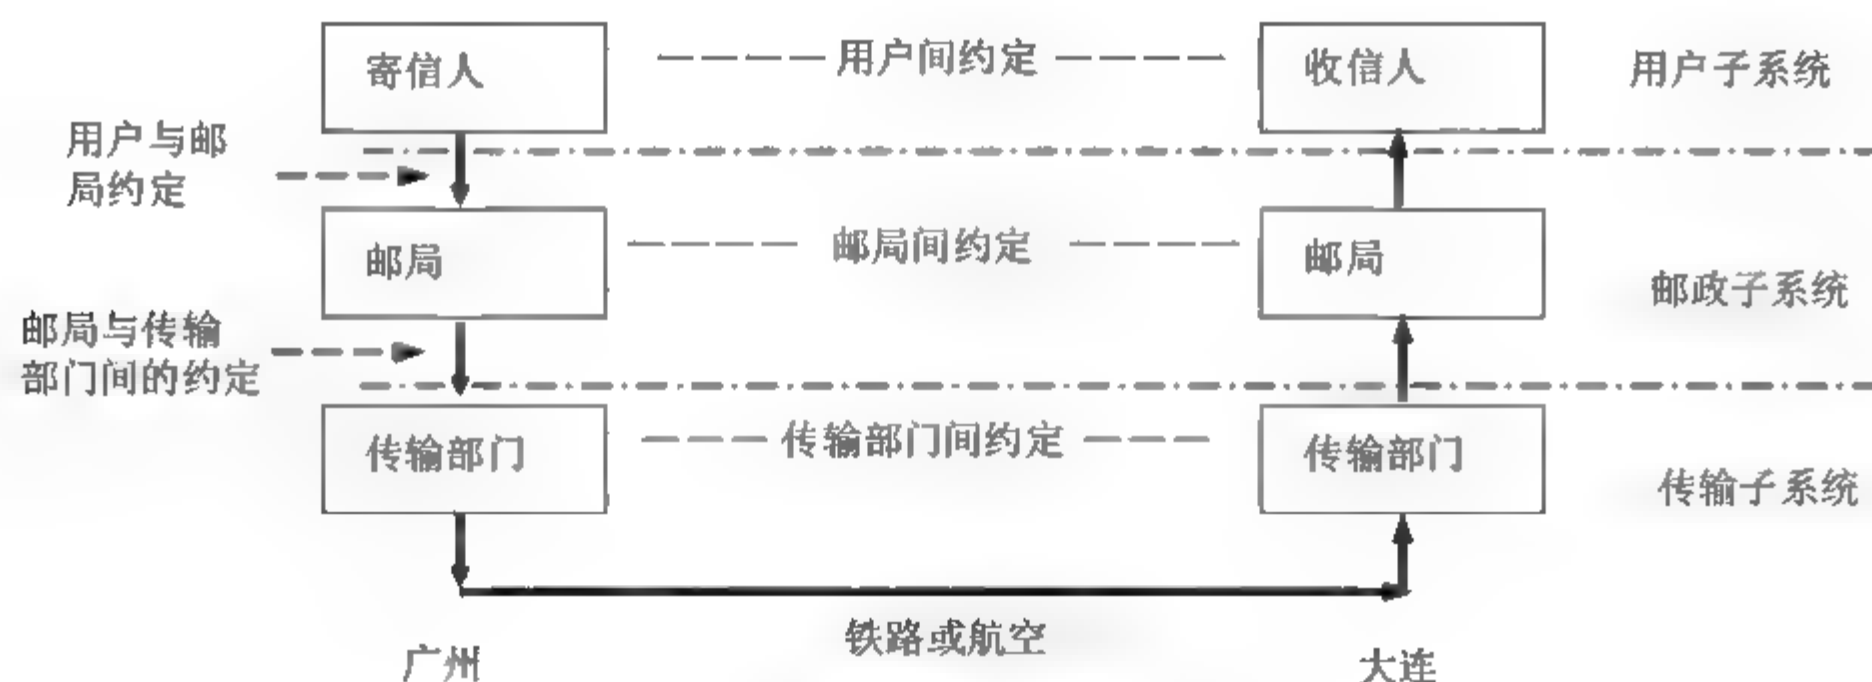 寄信人
用户间约定
收信人
用户子系统
用户与邮
局约定
邮局
邮局间约定
邮局
邮政子系统
邮局与传输
部门间的约定
传输部门
传输部门间约定
传输部门
传输子系统
铁路或航空
广州
大连